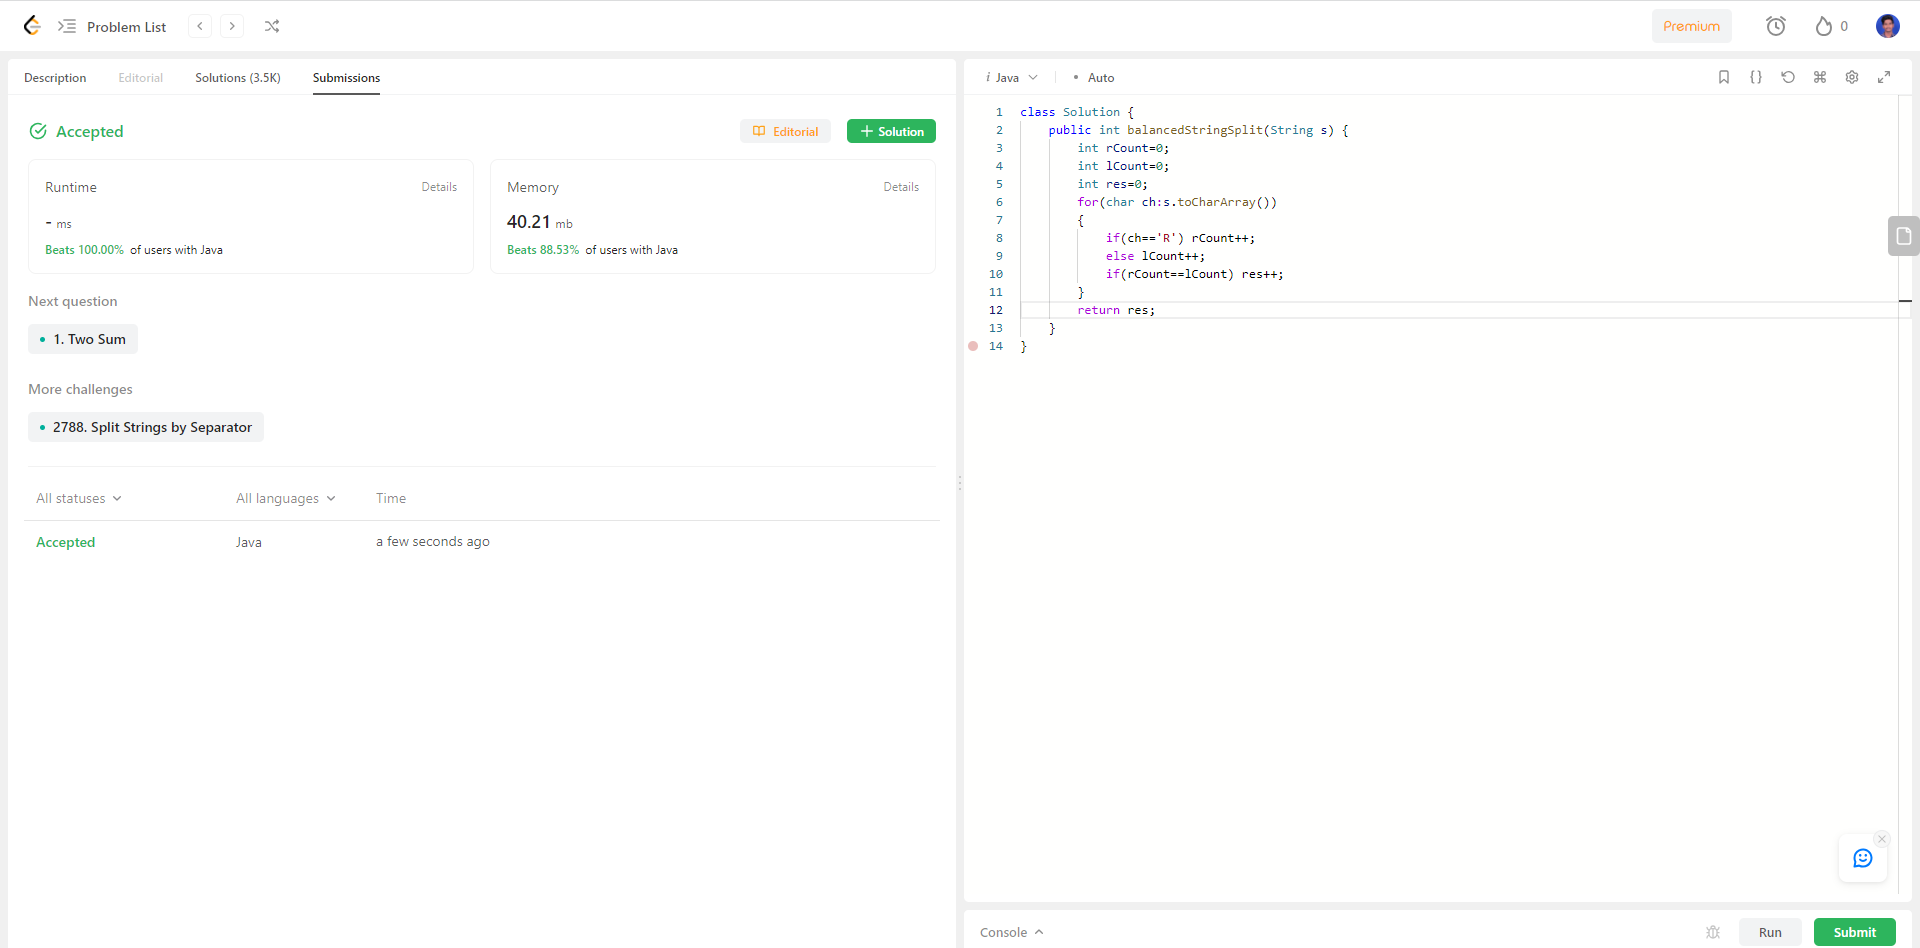 Problem List
Premium
0
Description Editorial Solutions (3.5K) Submissions
Accepted
Editorial
Solution
Runtime Details
- ms
Beats 100.00% of users with Java
Memory Details
40.21 mb
Beats 88.53% of users with Java
Next question
1. Two Sum
More challenges
2788. Split Strings by Separator
All statuses All languages Time
Accepted Java a few seconds ago
i Java Auto
1 class Solution {
2 public int balancedStringSplit(String s) {
3 int rCount=0;
4 int lCount=0;
5 int res=0;
6 for(char ch:s.toCharArray())
7 {
8 if(ch=='R') rCount++;
9 else lCount++;
10 if(rCount==lCount) res++;
11 }
12 return res;
13 }
14 }
Console
Run
Submit